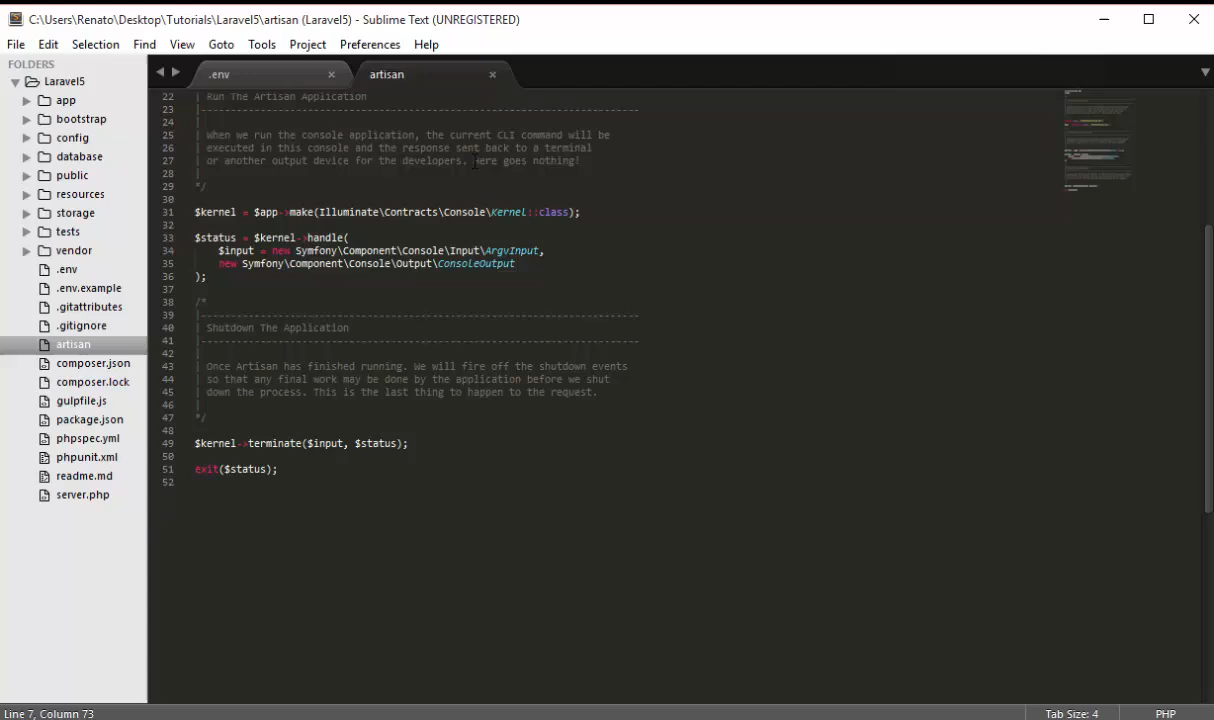 C:\Users\Renato\Desktop\Tutorials\Laravel5\artisan (Laravel5) - Sublime Text (UNREGISTERED)
File Edit Selection Find View Goto Tools Project Preferences Help
FOLDERS
Laravel5
app
bootstrap
config
database
public
resources
storage
tests
vendor
.env
.env.example
.gitattributes
.gitignore
artisan
composer.json
composer.lock
gulpfile.js
package.json
phpspec.yml
phpunit.xml
readme.md
server.php
.env
artisan
22 | Run The Artisan Application
23 |--------------------------------------------------------------------------
24 |
25 | When we run the console application, the current CLI command will be
26 | executed in this console and the response sent back to a terminal
27 | or another output device for the developers. Here goes nothing!
28 |
29 */
30
31 $kernel = $app->make(Illuminate\Contracts\Console\Kernel::class);
32
33 $status = $kernel->handle(
34 $input = new Symfony\Component\Console\Input\ArgvInput,
35 new Symfony\Component\Console\Output\ConsoleOutput
36 );
37
38 /*
39 |--------------------------------------------------------------------------
40 | Shutdown The Application
41 |--------------------------------------------------------------------------
42 |
43 | Once Artisan has finished running. We will fire off the shutdown events
44 | so that any final work may be done by the application before we shut
45 | down the process. This is the last thing to happen to the request.
46 |
47 */
48
49 $kernel->terminate($input, $status);
50
51 exit($status);
52
Line 7, Column 73
Tab Size: 4
PHP